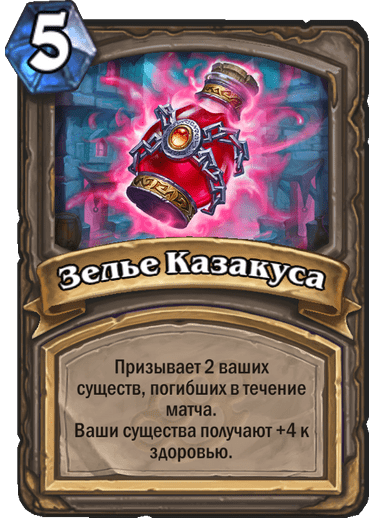 5
Зелье Казакуса
Призывает 2 ваших
существ, погибших в течение
матча.
Ваши существа получают +4 к
здоровью.